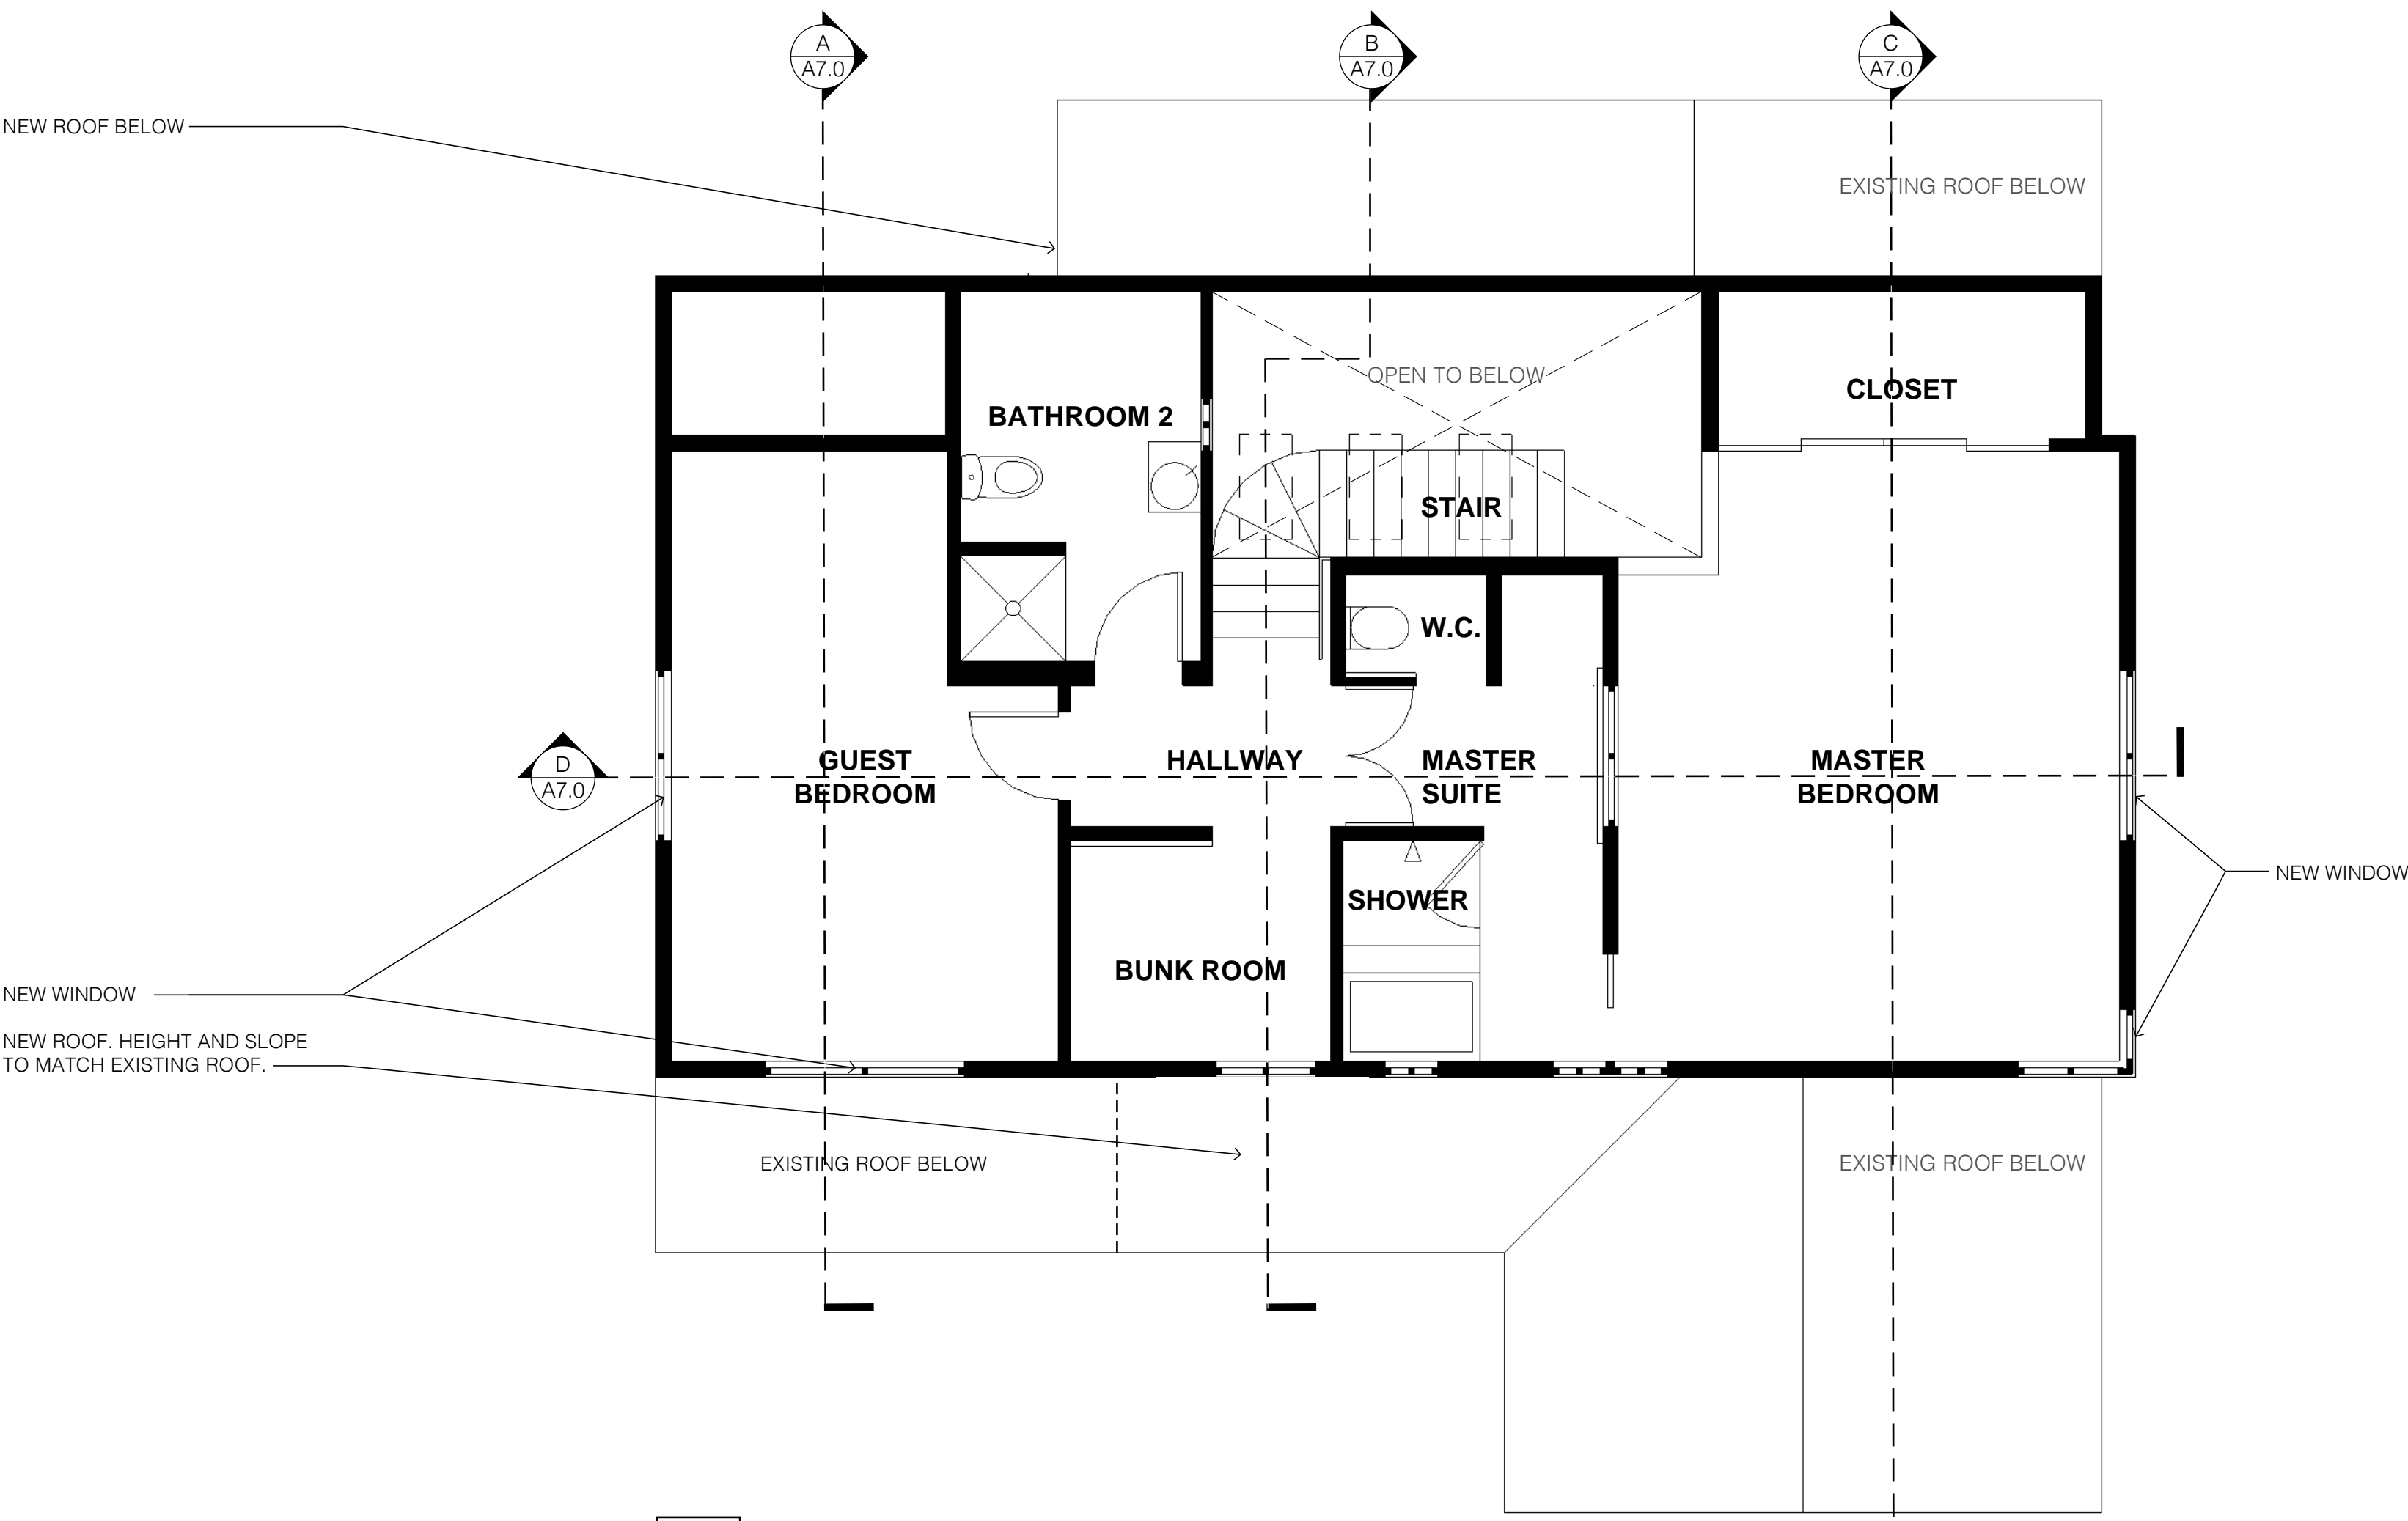 A
A7.0
B
A7.0
C
A7.0
NEW ROOF BELOW
EXISTING ROOF BELOW
OPEN TO BELOW
CLOSET
BATHROOM 2
STAIR
W.C.
D
A7.0
GUEST
BEDROOM
HALLWAY
MASTER
SUITE
MASTER
BEDROOM
NEW WINDOW
SHOWER
BUNK ROOM
NEW WINDOW
NEW ROOF. HEIGHT AND SLOPE
TO MATCH EXISTING ROOF.
EXISTING ROOF BELOW
EXISTING ROOF BELOW